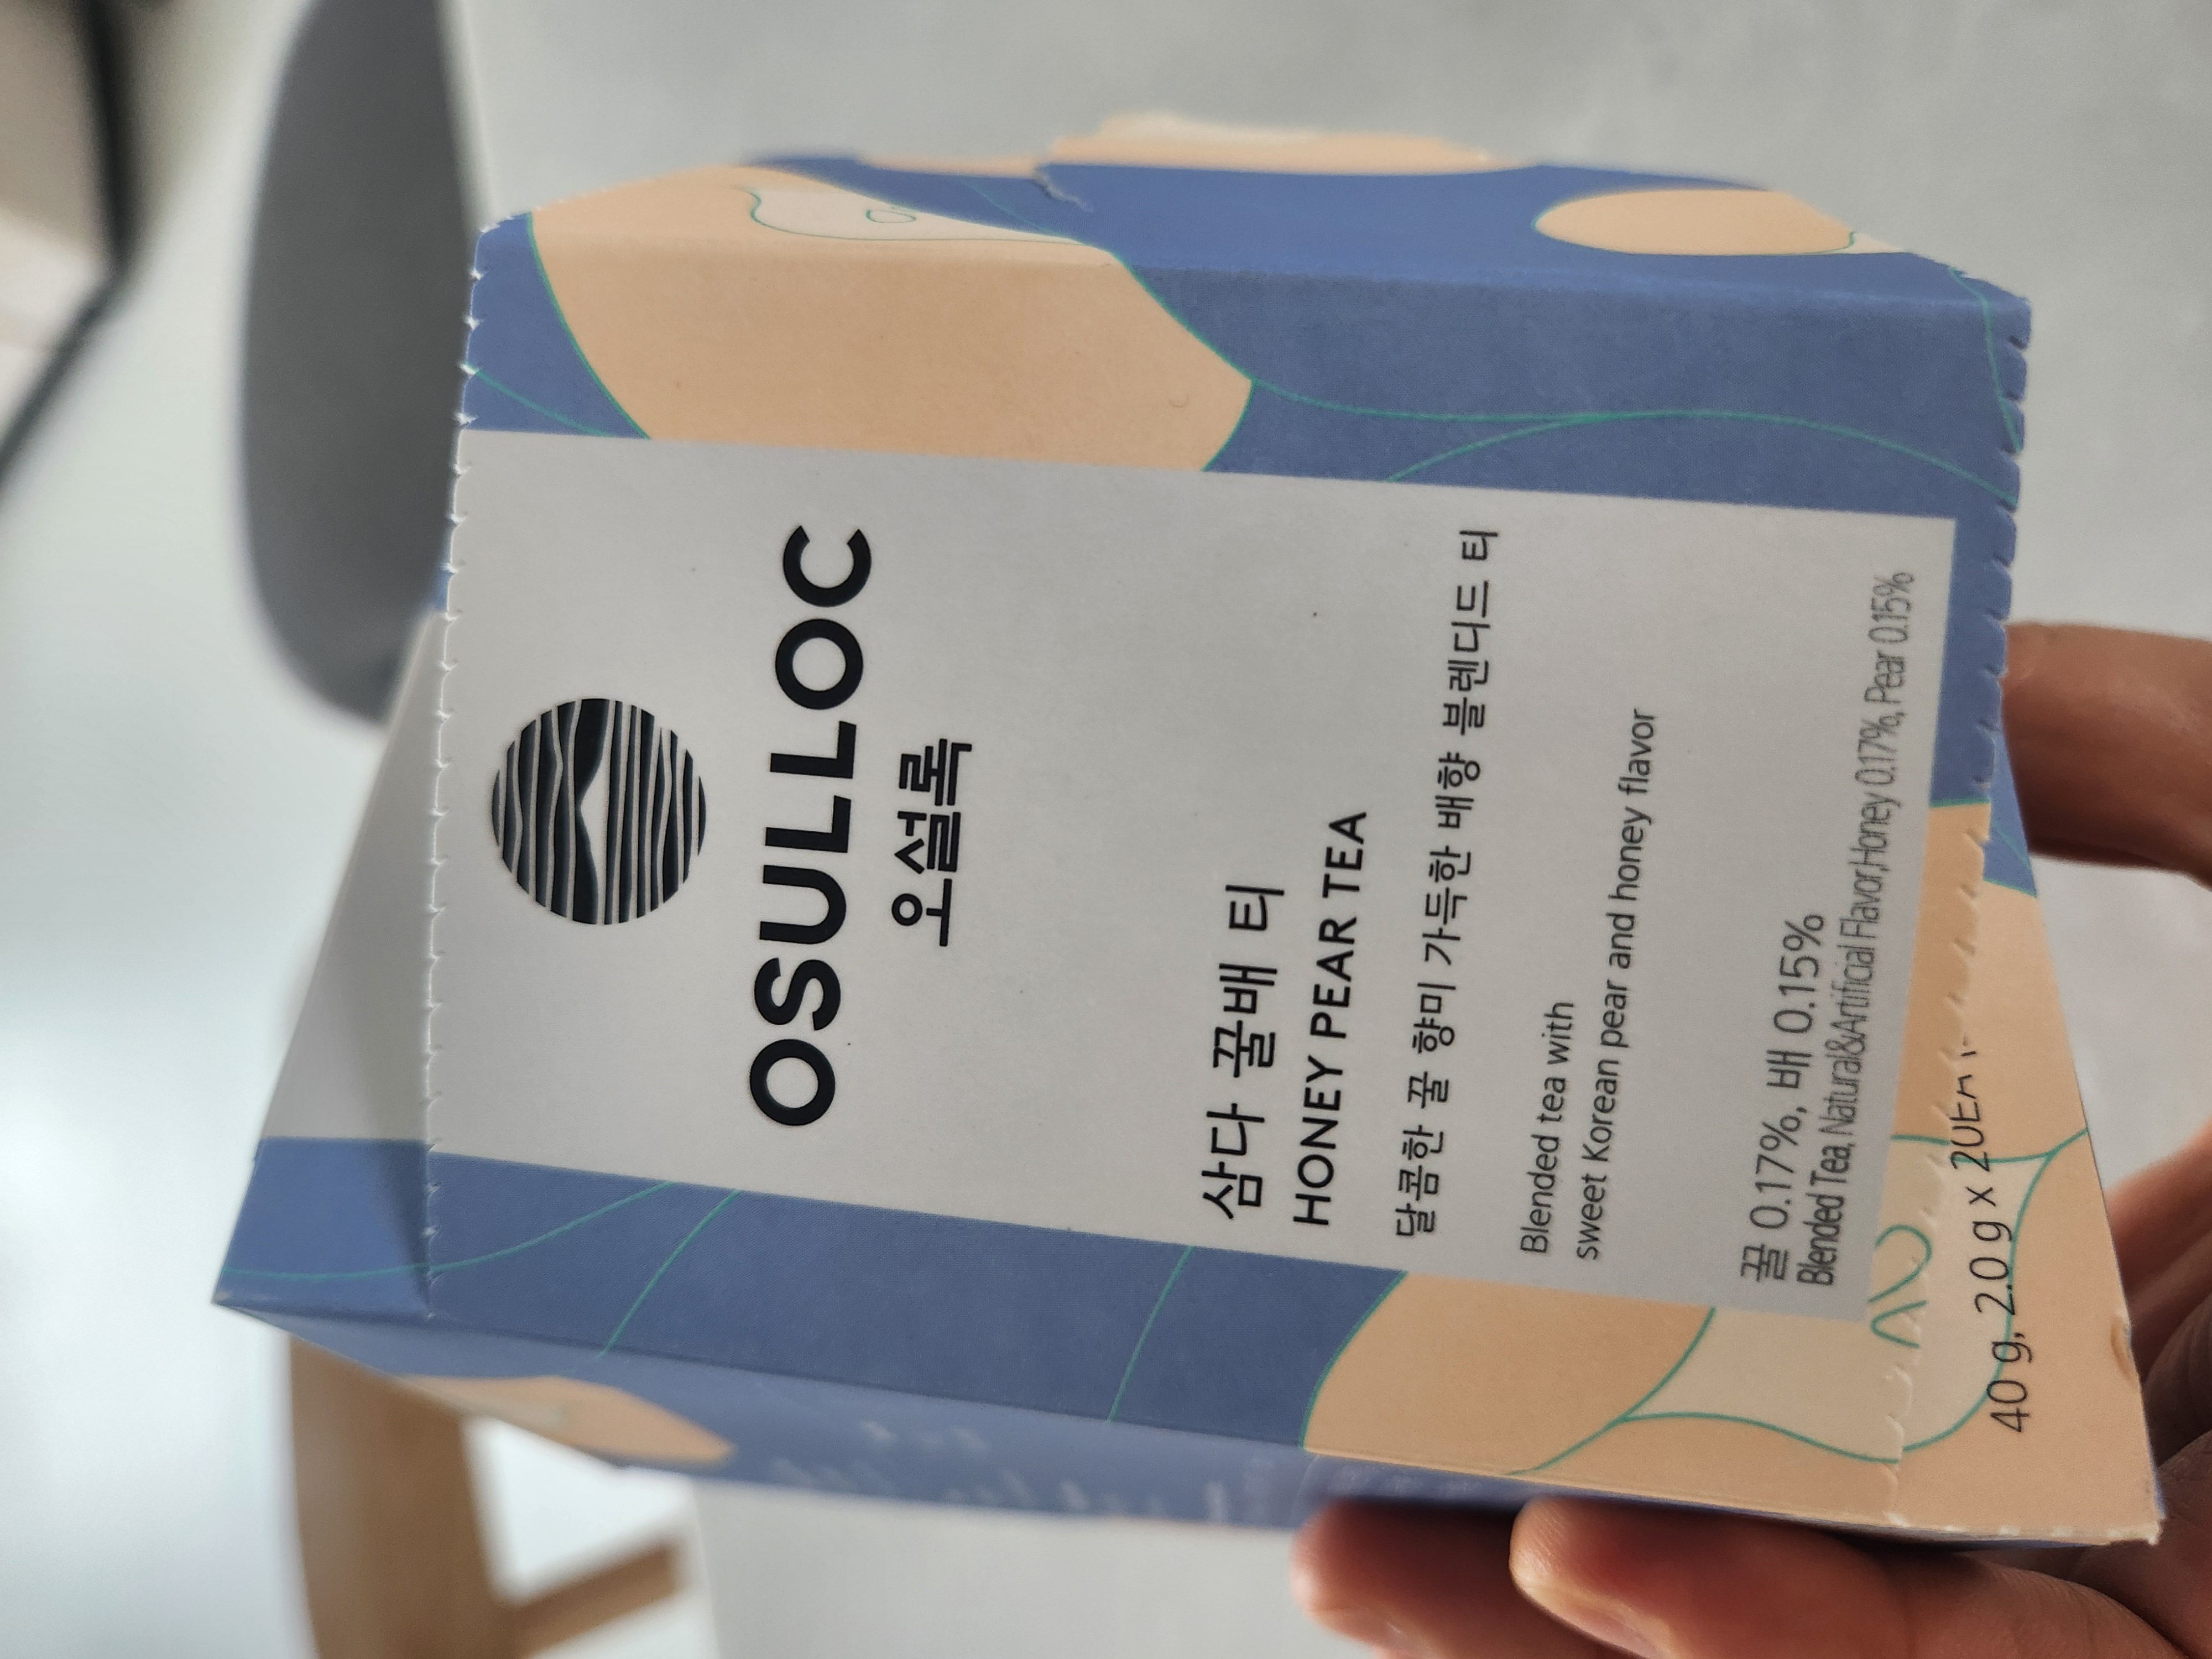 OSULLOC
오설록
삼다 꿀배 티
HONEY PEAR TEA
달콤한 꿀 향미 가득한 배향 블렌디드 티
Blended tea with
sweet Korean pear and honey flavor
꿀 0.17%, 배 0.15%
Blended Tea, Natural&Artificial Flavor,Honey 0.17%, Pear 0.15%
40 g, 2.0 g x 20EA